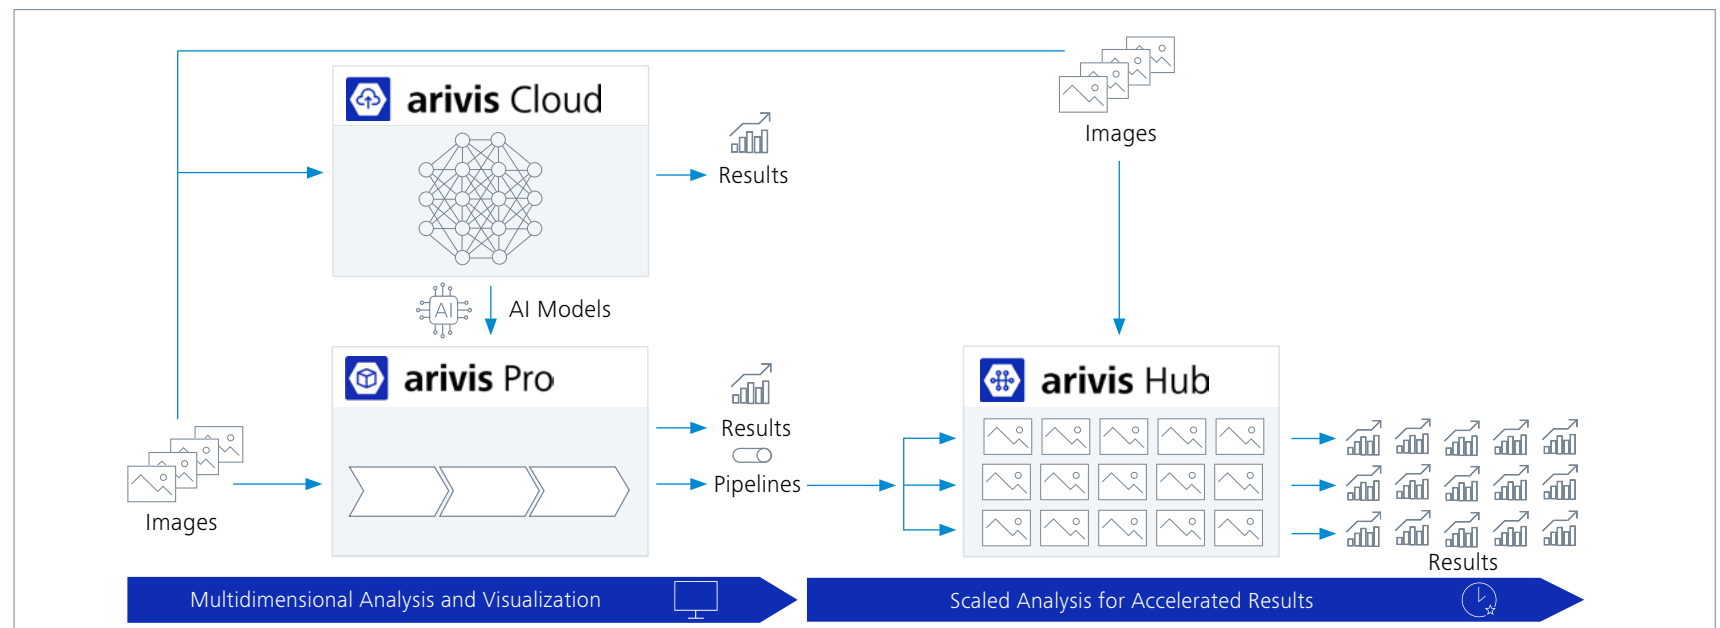 arivis Cloud
Images
Results
AI
AI Models
arivis Pro
arivis Hub
Results
Pipelines
Images
Results
Multidimensional Analysis and Visualization
Scaled Analysis for Accelerated Results